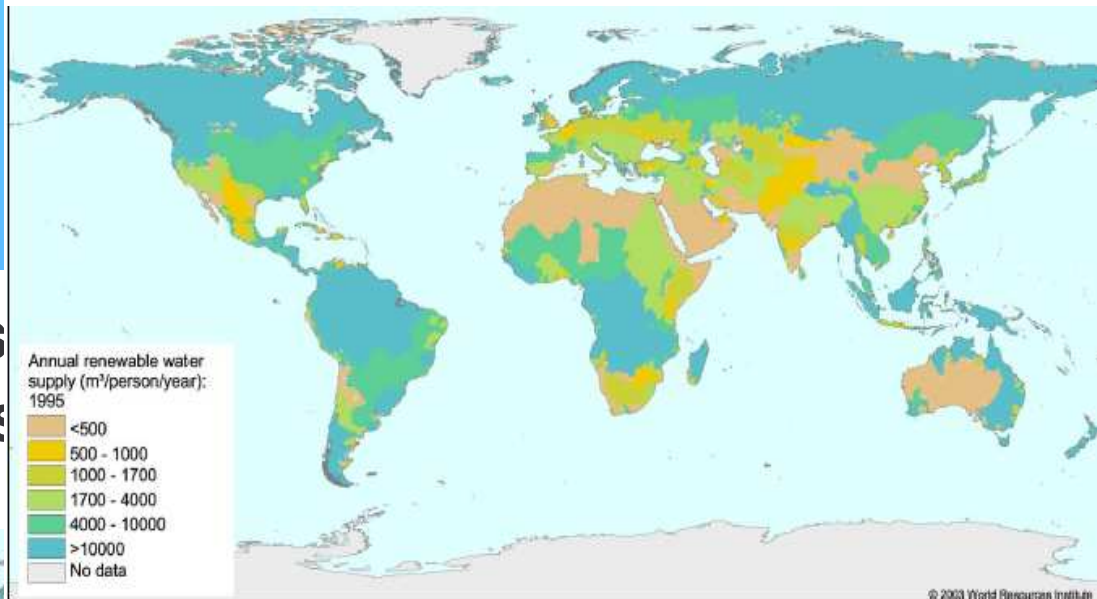 Annual renewable water
supply (m³/person/year):
1995
<500
500 - 1000
1000 - 1700
1700 - 4000
4000 - 10000
>10000
No data
© 2003 World Resources Institute